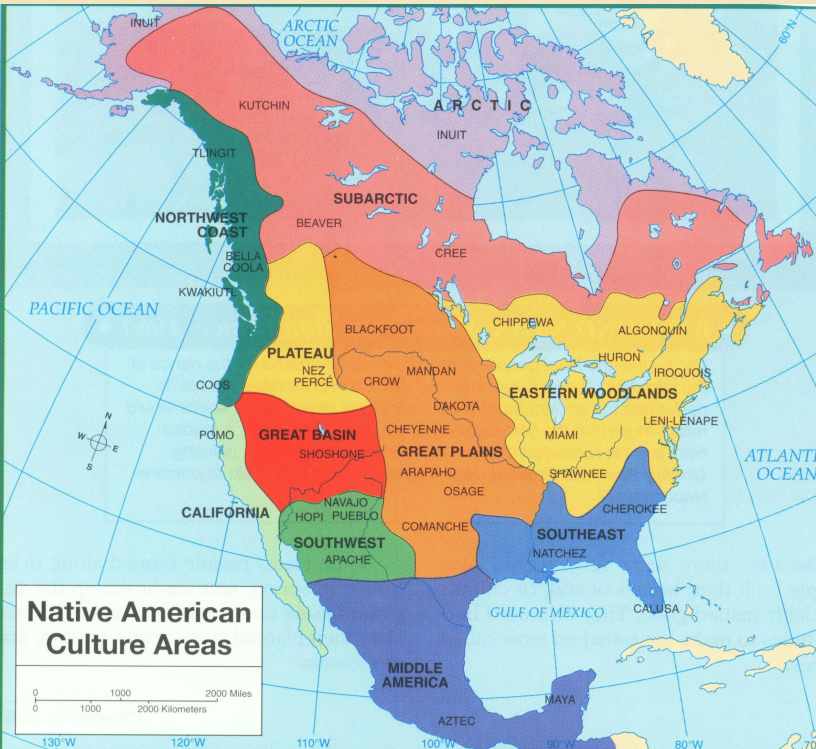 INUIT
ARCTIC
OCEAN
60°N
KUTCHIN
ARCTIC
INUIT
TLINGIT
SUBARCTIC
NORTHWEST
COAST
BEAVER
BELLA
COOLA
CREE
KWAKIUTL
PACIFIC OCEAN
CHIPPEWA
BLACKFOOT
ALGONQUIN
PLATEAU
HURON
NEZ
PERCÉ
MANDAN
IROQUOIS
CROW
COOS
EASTERN WOODLANDS
DAKOTA
LENI-LENAPE
N
W E
S
POMO
GREAT BASIN
CHEYENNE
MIAMI
SHOSHONE
GREAT PLAINS
ATLANTI
OCEAN
ARAPAHO
SHAWNEE
OSAGE
NAVAJO
CALIFORNIA
HOPI PUEBLO
CHEROKEE
COMANCHE
SOUTHWEST
SOUTHEAST
APACHE
NATCHEZ
GULF OF MEXICO
CALUSA
Native American
Culture Areas
MIDDLE
AMERICA
0 1000 2000 Miles
0 1000 2000 Kilometers
MAYA
AZTEC
130°W 120°W 110°W 100°W 90°W 80°W 70